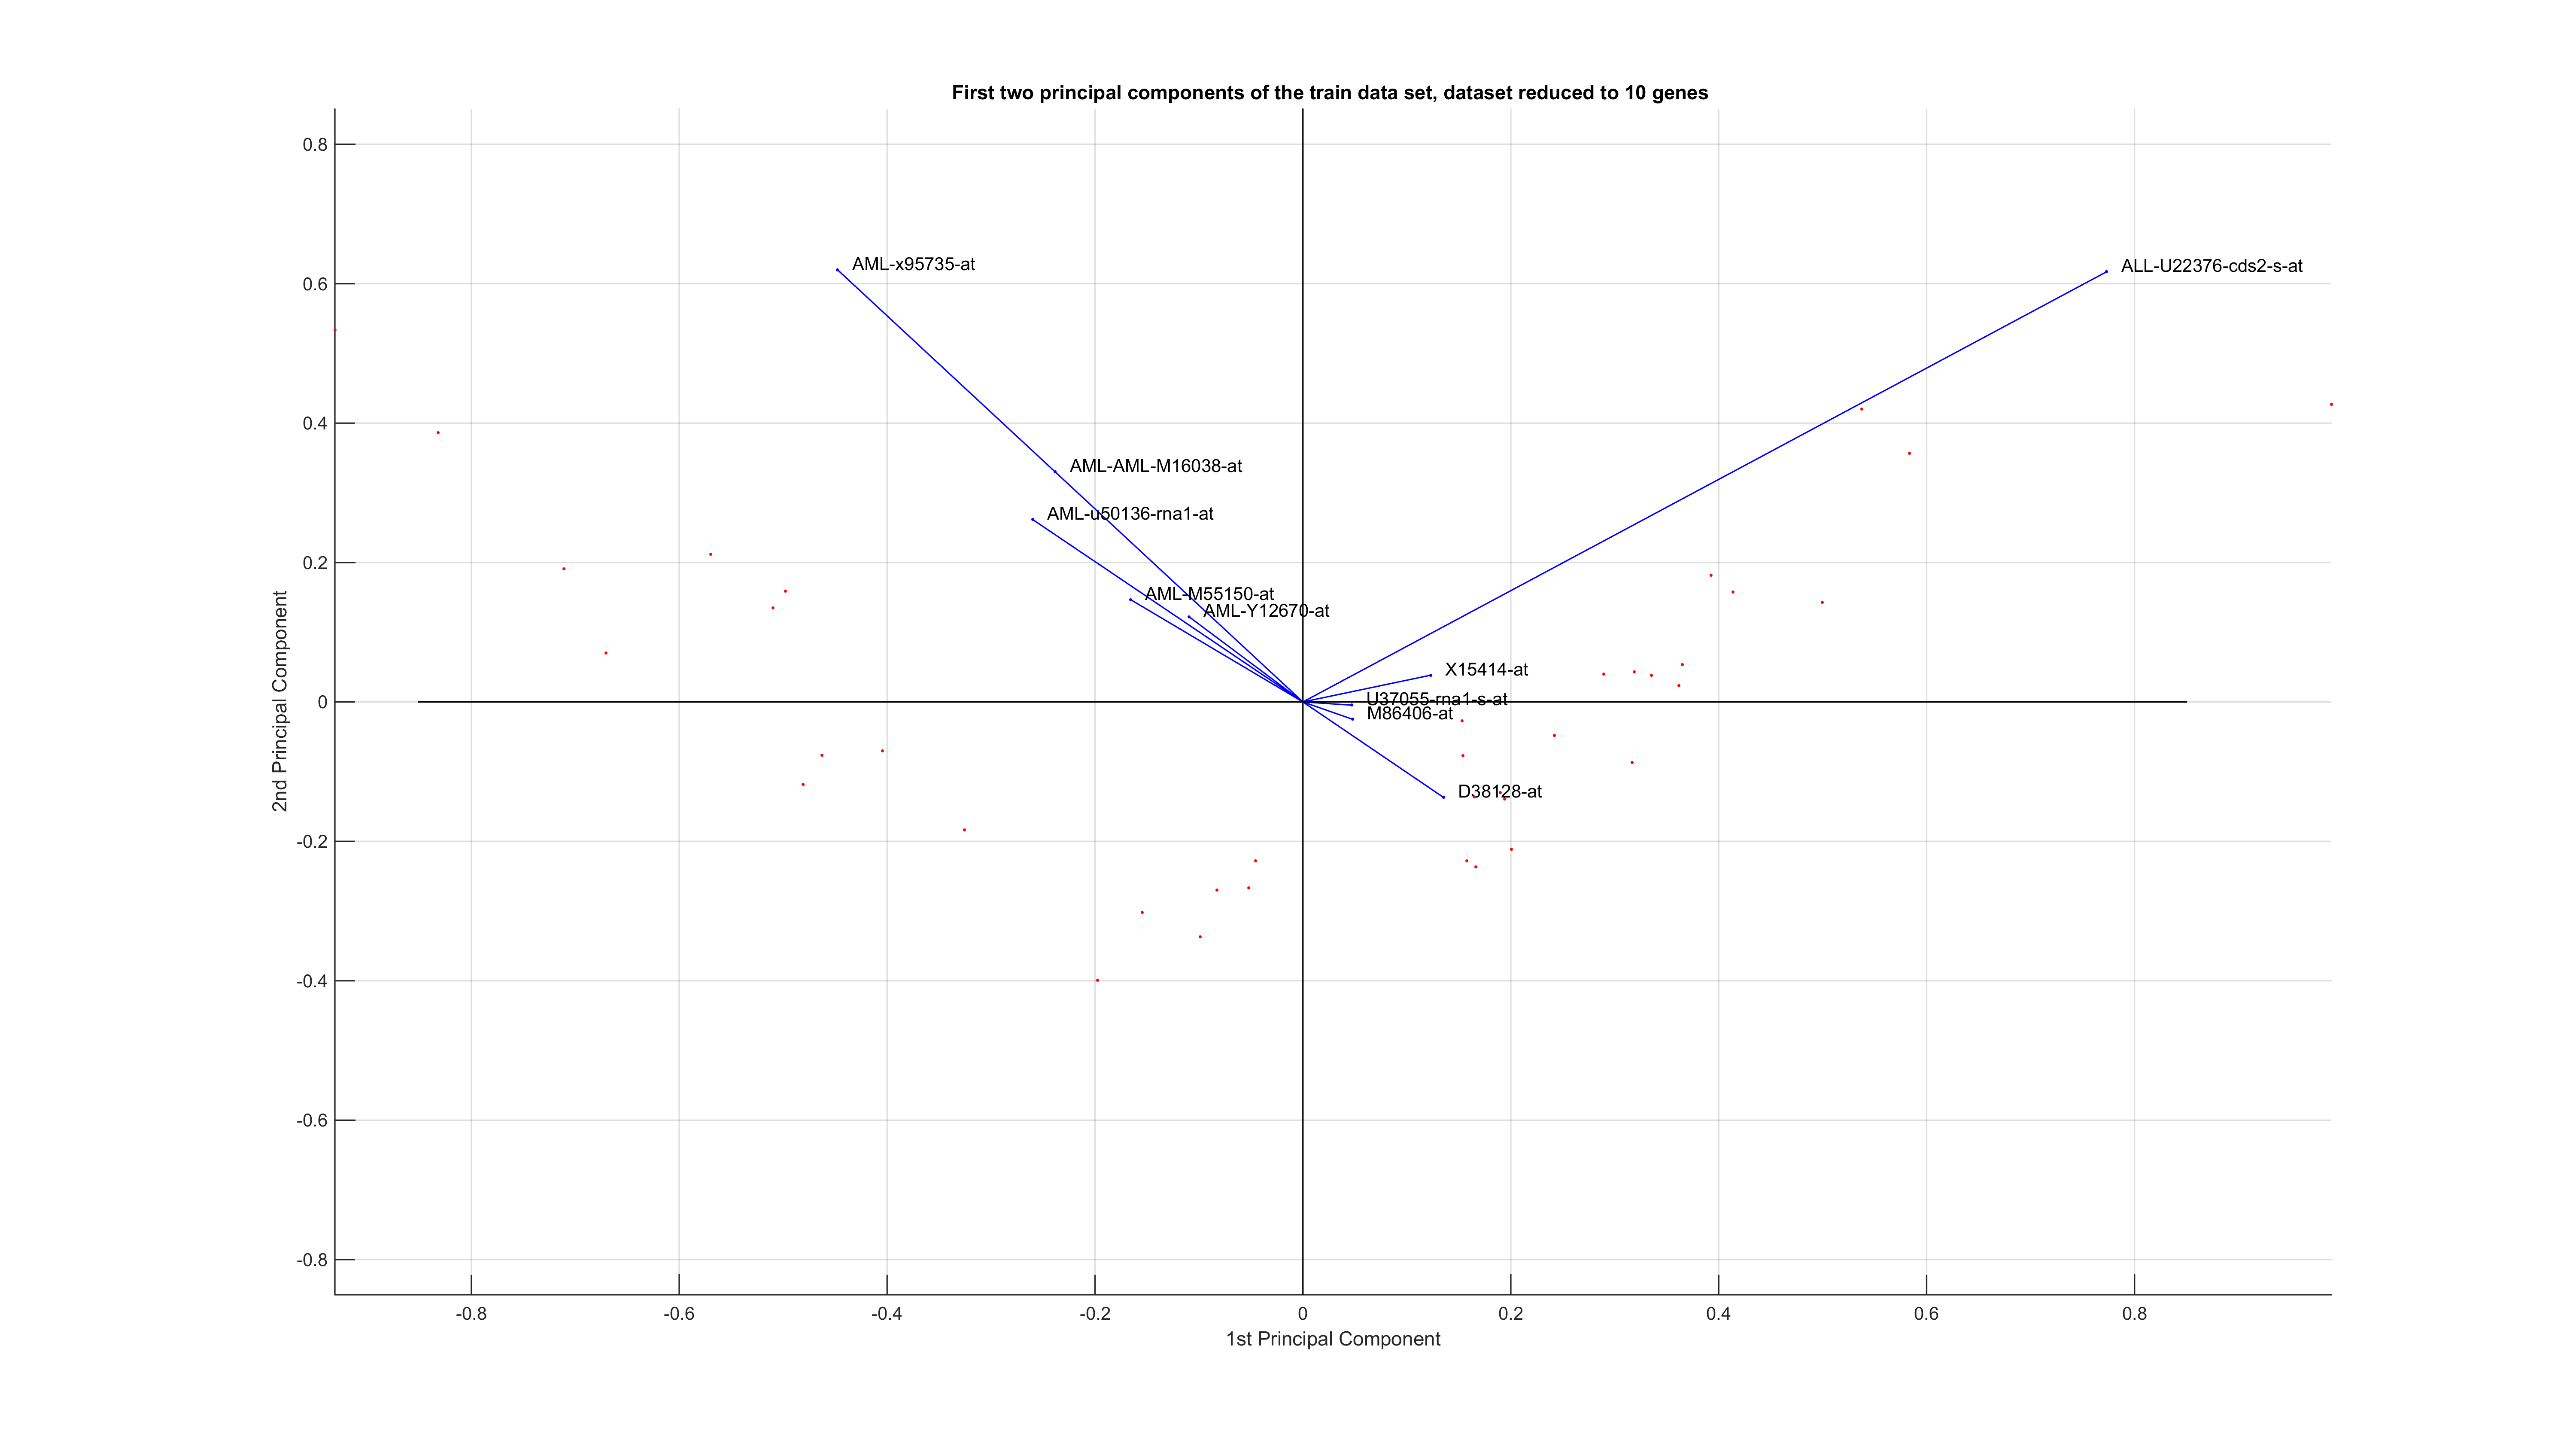 First two principal components of the train data set, dataset reduced to 10 genes
0.8
0.6
0.4
0.2
0
-0.2
-0.4
-0.6
-0.8
2nd Principal Component
AML-x95735-at
ALL-U22376-cds2-s-at
AML-AML-M16038-at
AML-u50136-rna1-at
AML-M55150-at
AML-Y12670-at
X15414-at
U37055-rna1-s-at
M86406-at
D38128-at
-0.8 -0.6 -0.4 -0.2 0 0.2 0.4 0.6 0.8
1st Principal Component